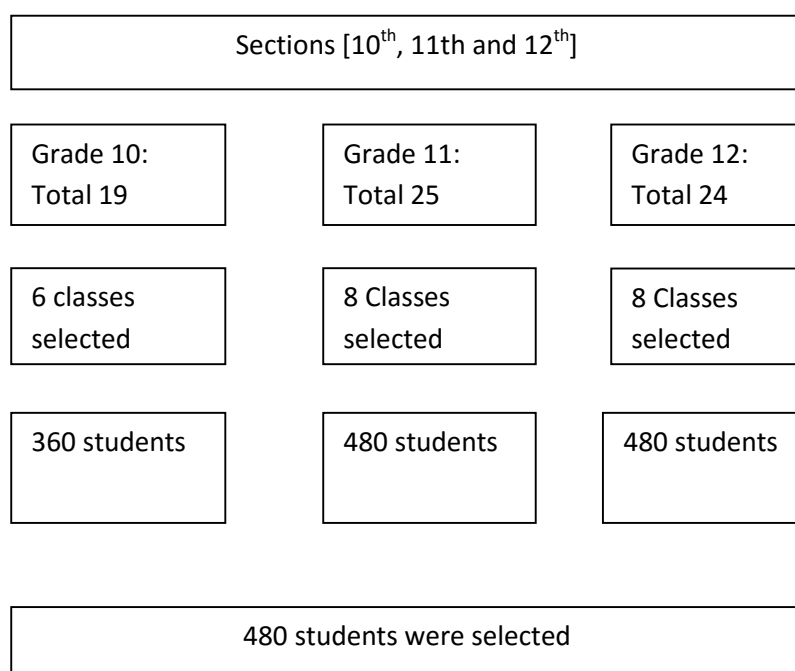 Sections [10th, 11th and 12th]
Grade 10:
Total 19
Grade 11:
Total 25
Grade 12:
Total 24
6 classes
selected
8 Classes
selected
8 Classes
selected
360 students
480 students
480 students
480 students were selected